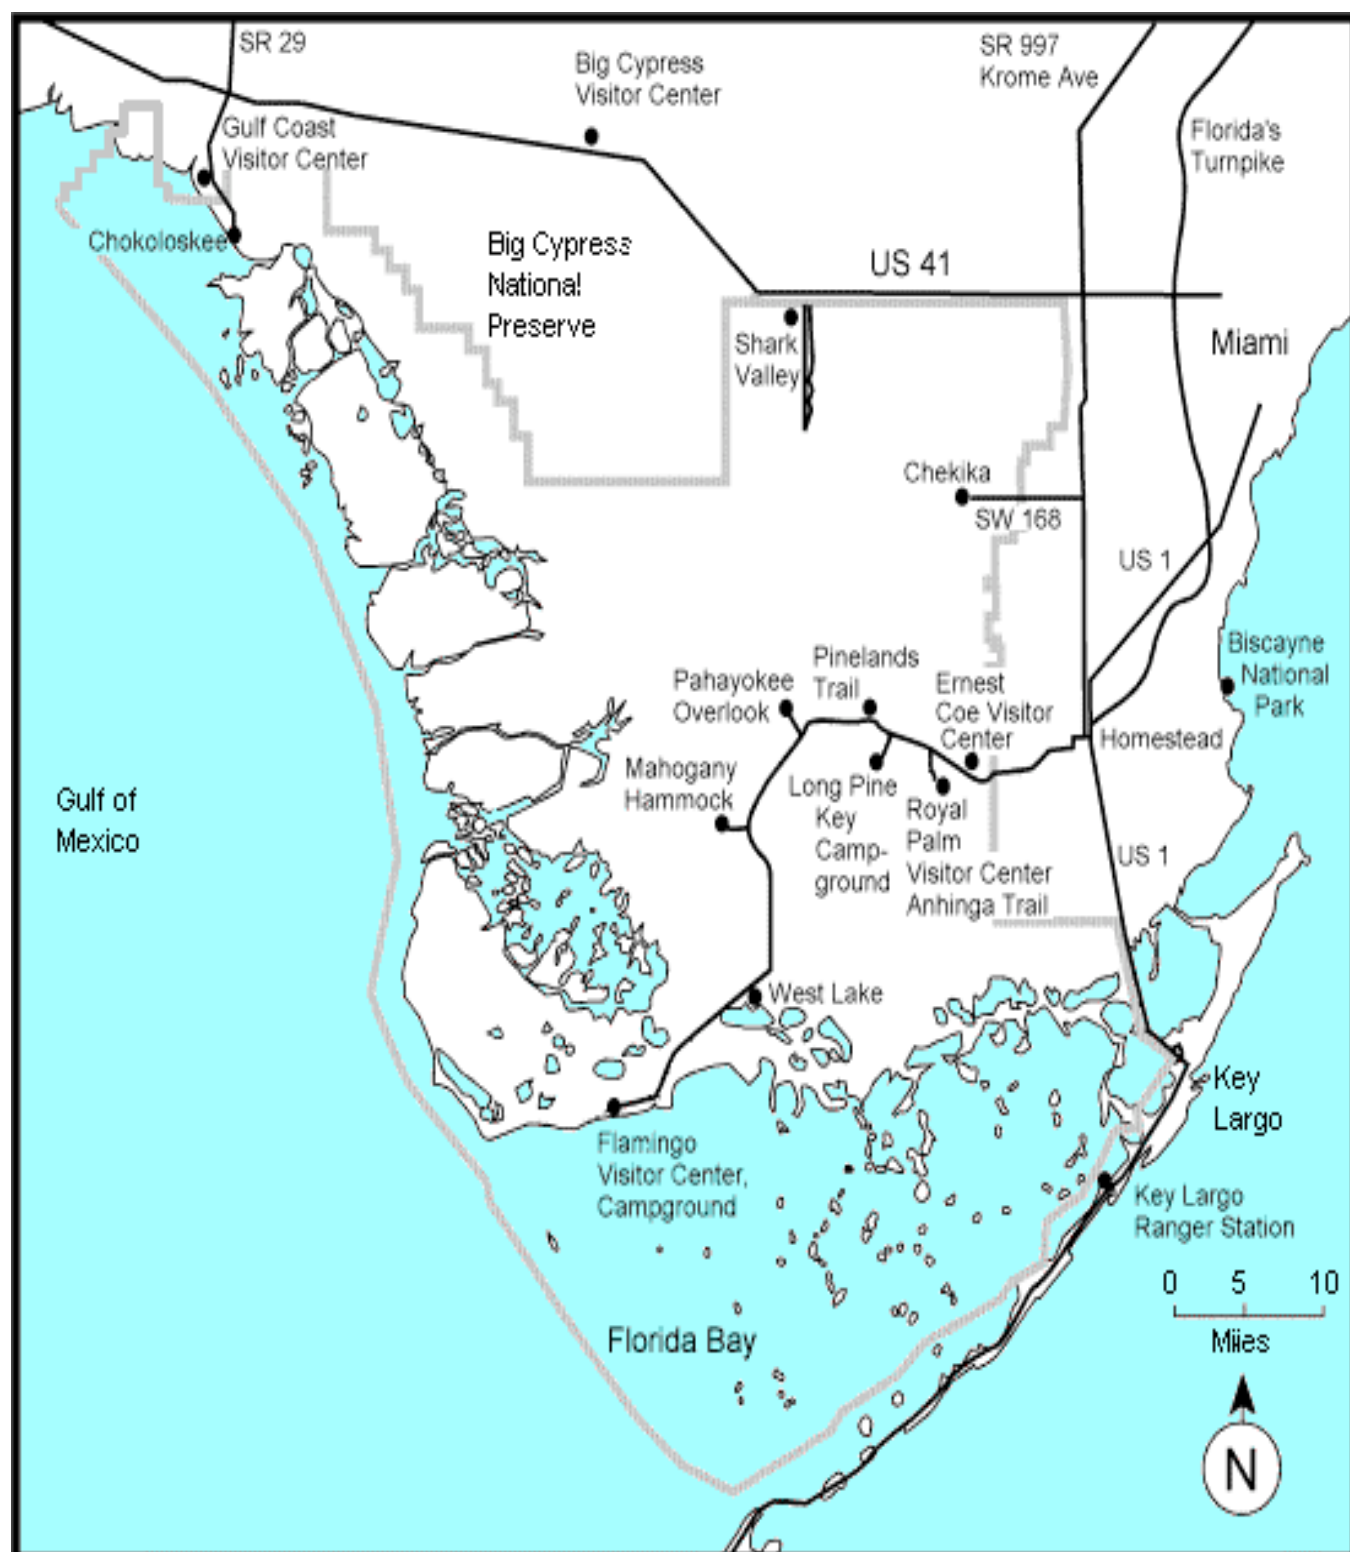 SR 29
Big Cypress
Visitor Center
SR 997
Krome Ave
Gulf Coast
Visitor Center
Florida's
Turnpike
Chokoloskee
Big Cypress
National
Preserve
US 41
Shark
Valley
Miami
Chekika
SW 168
US 1
Biscayne
National
Park
Pinelands
Trail
Pahayokee
Overlook
Ernest
Coe Visitor
Center
Homestead
Mahogany
Hammock
Long Pine
Key
Camp-
ground
Royal
Palm
Visitor Center
Anhinga Trail
Gulf of
Mexico
US 1
West Lake
Key
Largo
Flamingo
Visitor Center,
Campground
Key Largo
Ranger Station
0 5 10
Miles
Florida Bay
N